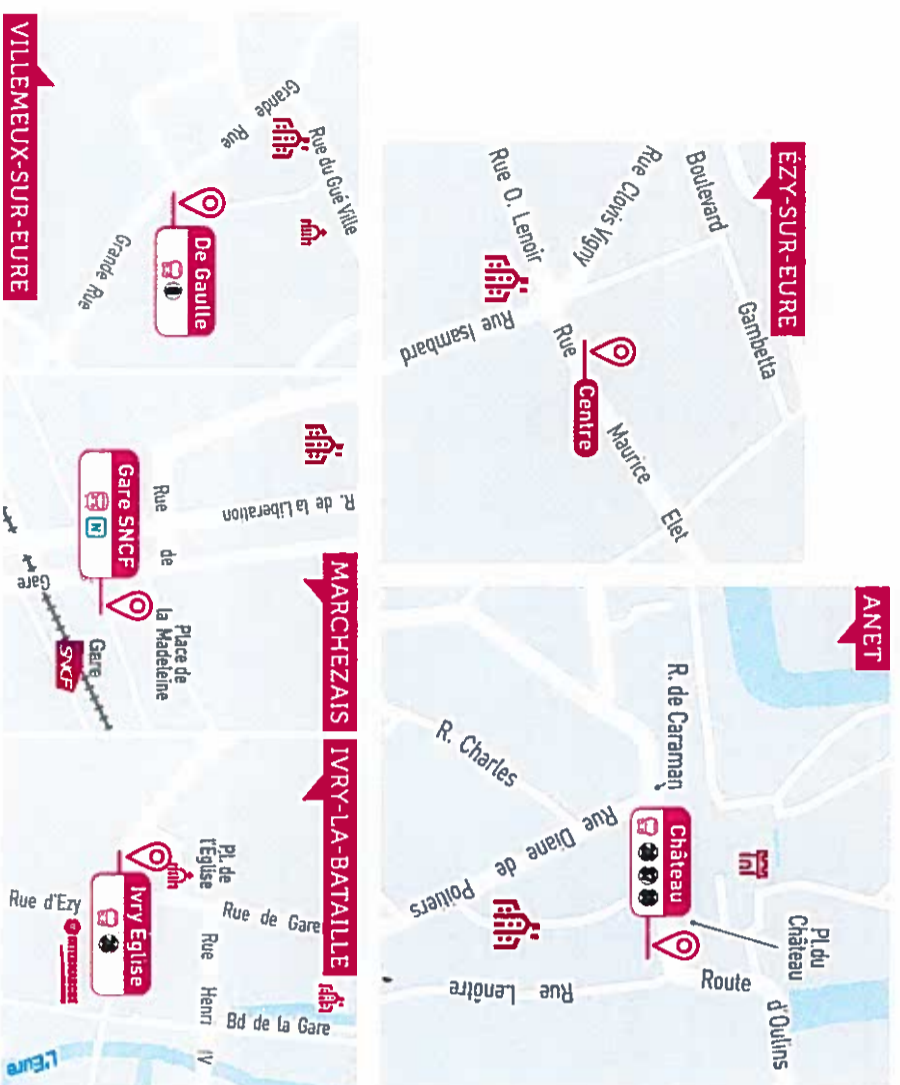 ÉZY-SUR-EURE
Boulevard
Gambetta
Rue Clovis Vigny
Rue O. Lenoir
Rue Isambard
Rue
Maurice
Elet
Centre
ANET
R. de Caraman
R. Charles
Rue Diane de
Poitiers
Château
Pl.du
Château
Route
d'Oulins
Rue Lenôtre
VILLEMEUX-SUR-EURE
Grande
Rue
Rue du Gué Ville
Grande Rue
De Gaulle
MARCHEZAIS
R. de la Liberation
Rue
de
la Madeleine
Place de
Gare SNCF
N
Gare
Gare
SNCF
IVRY-LA-BATAILLE
Pl. de
l'Église
Rue de Gare
Rue d'Ezy
Ivry Église
Rue
Henri
IV
Bd de la Gare
L'Eure